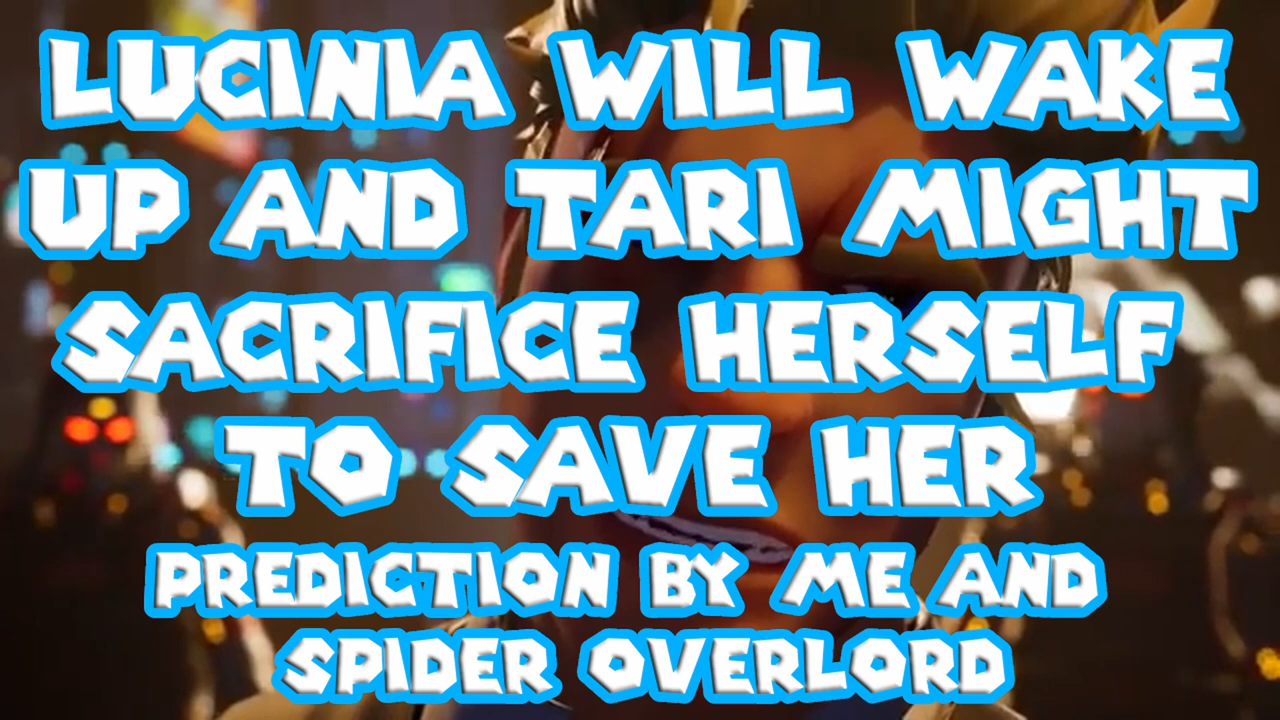 LUCINIA WILL WAKE
UP AND TARI MIGHT
SACRIFICE HERSELF
TO SAVE HER
PREDICTION BY ME AND
SPIDER OVERLORD